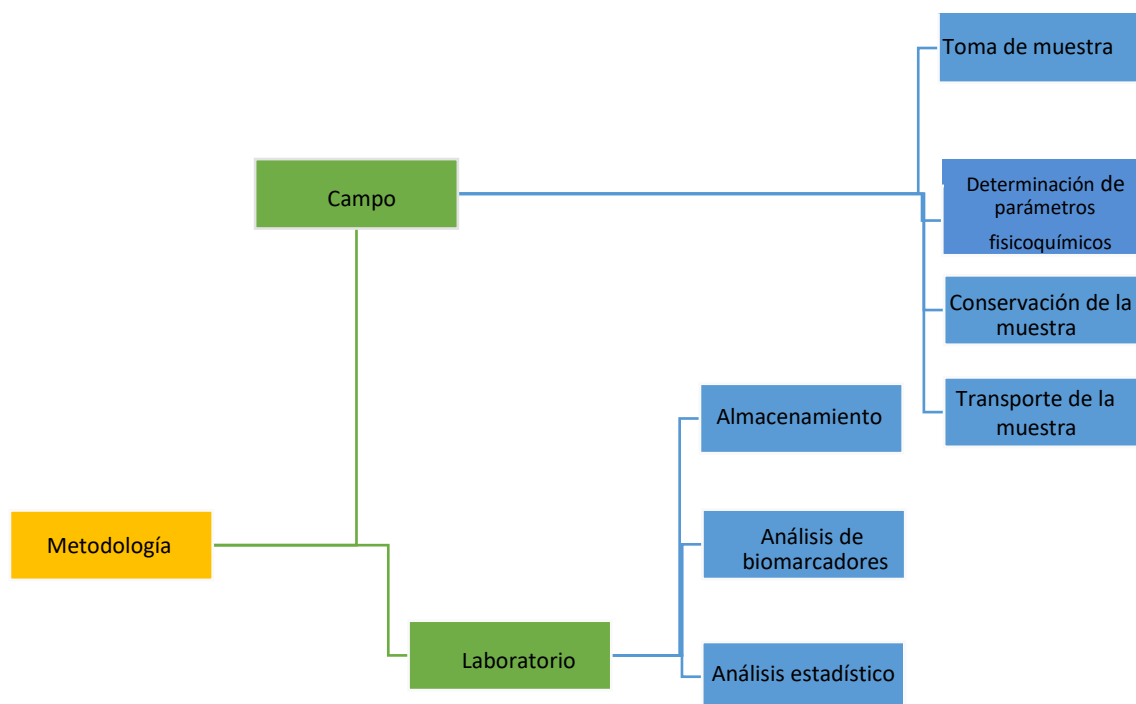 Metodología
Campo
Toma de muestra
Determinación de
parámetros
fisicoquímicos
Conservación de la
muestra
Transporte de la
muestra
Laboratorio
Almacenamiento
Análisis de
biomarcadores
Análisis estadístico